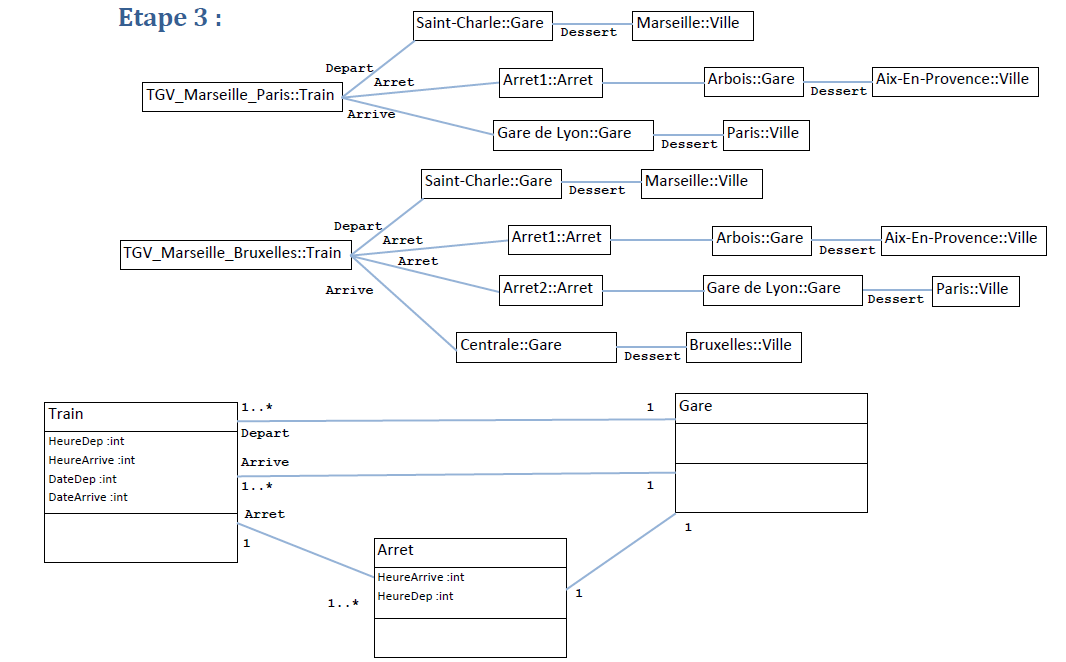 Etape 3 :
Saint-Charle::Gare
Dessert
Marseille::Ville
Depart
Arret
Arret1::Arret
Arbois::Gare
Dessert
Aix-En-Provence::Ville
TGV_Marseille_Paris::Train
Arrive
Gare de Lyon::Gare
Dessert
Paris::Ville
Saint-Charle::Gare
Dessert
Marseille::Ville
Depart
Arret
Arret1::Arret
Arbois::Gare
Dessert
Aix-En-Provence::Ville
TGV_Marseille_Bruxelles::Train
Arret
Arrive
Arret2::Arret
Gare de Lyon::Gare
Dessert
Paris::Ville
Centrale::Gare
Dessert
Bruxelles::Ville
Train
HeureDep :int
HeureArrive :int
DateDep :int
DateArrive :int
1..*
1
Depart
Arrive
1..*
1
Gare
Arret
1
1..*
Arret
HeureArrive :int
HeureDep :int
1
1